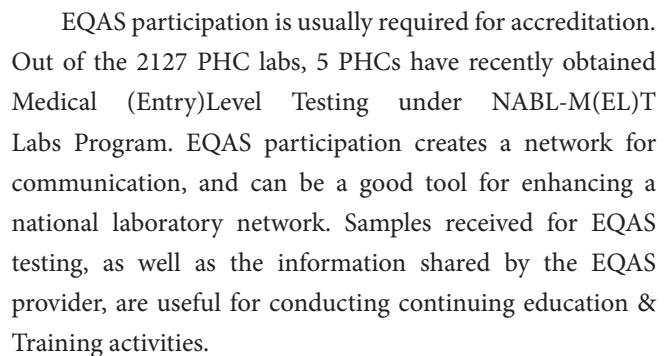 EQAS participation is usually required for accreditation.
Out of the 2127 PHC labs, 5 PHCs have recently obtained
Medical (Entry)Level Testing under NABL-M(EL)T
Labs Program. EQAS participation creates a network for
communication, and can be a good tool for enhancing a
national laboratory network. Samples received for EQAS
testing, as well as the information shared by the EQAS
provider, are useful for conducting continuing education &
Training activities.